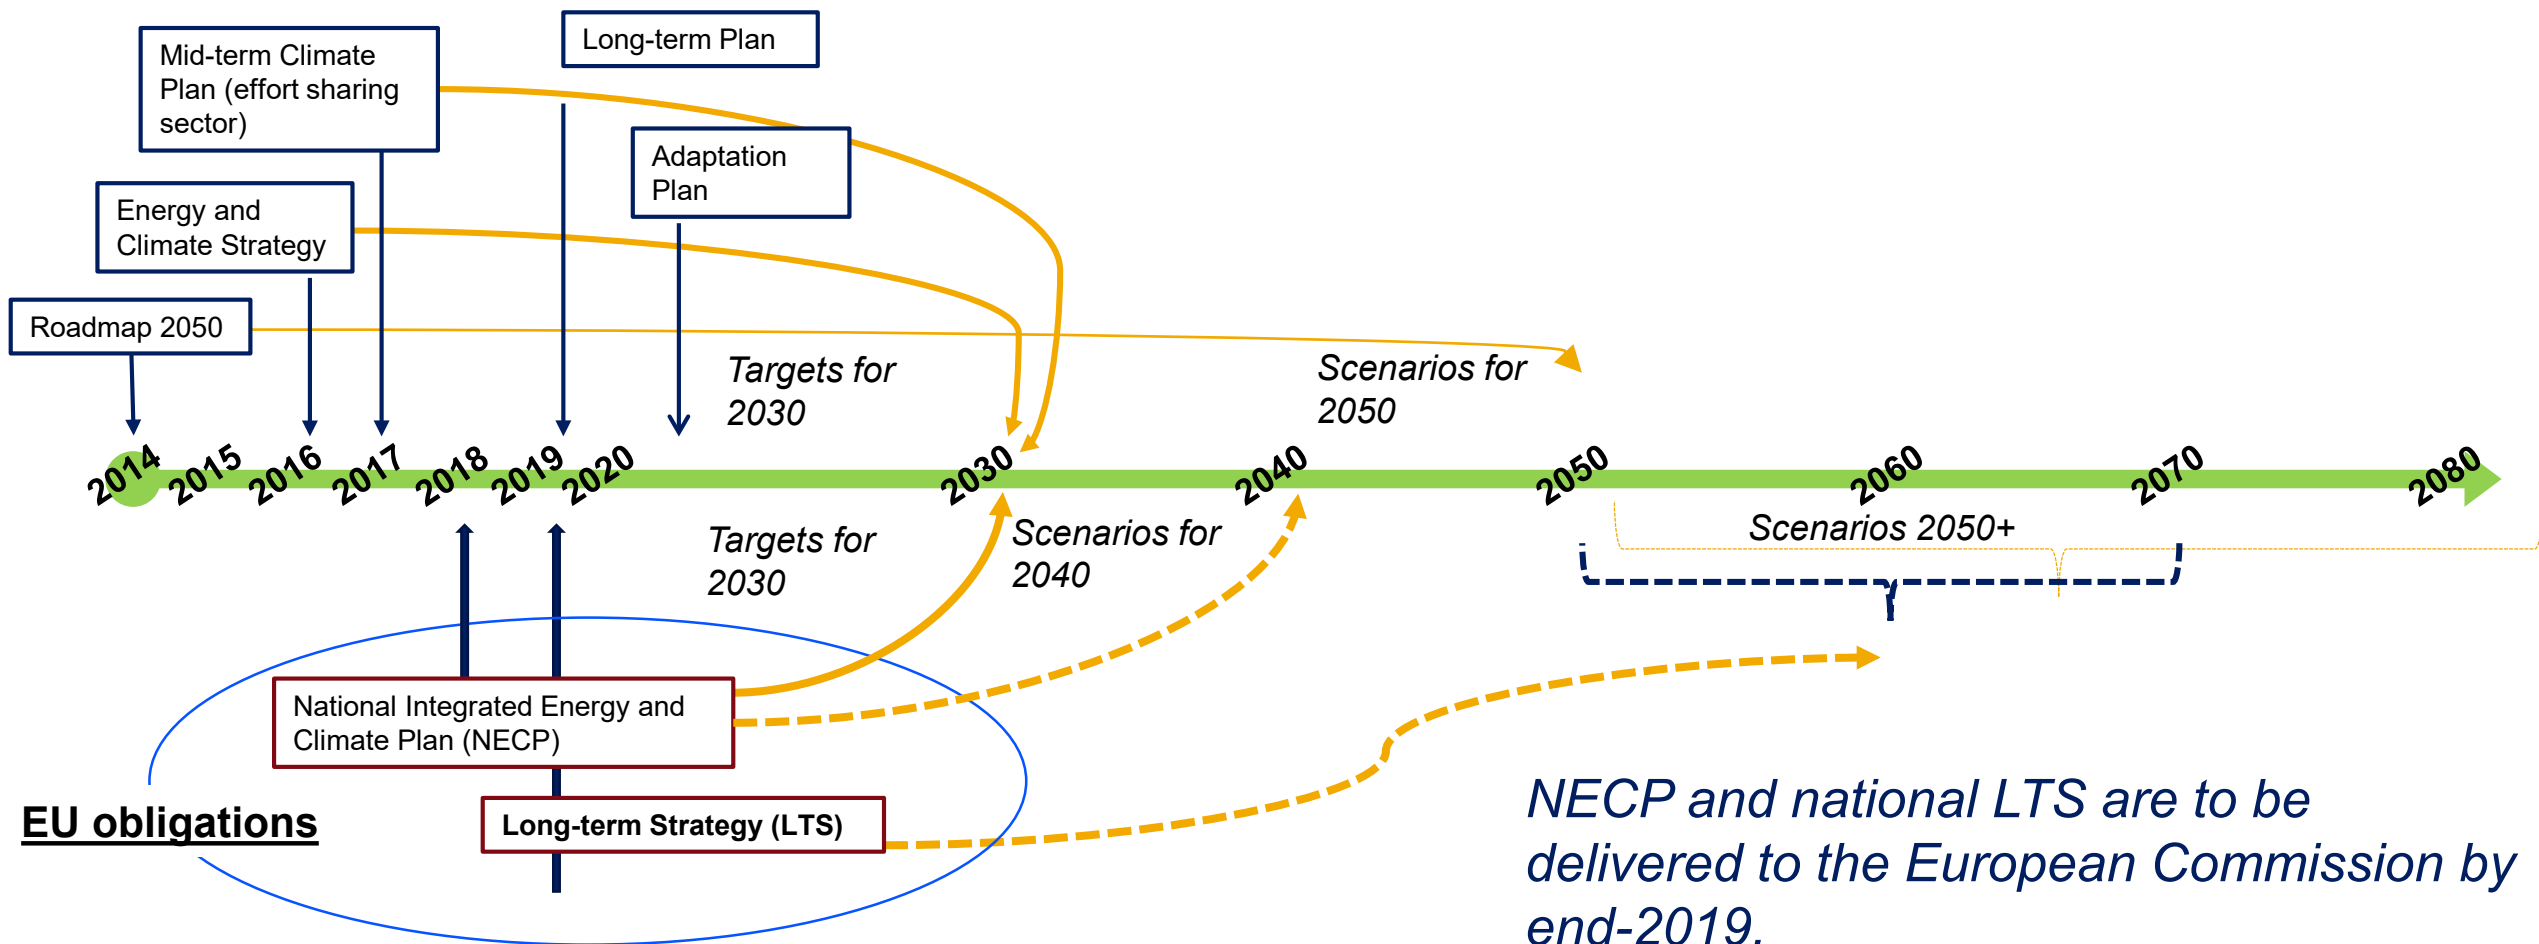 Long-term Plan
Mid-term Climate
Plan (effort sharing
sector)
Adaptation
Plan
Energy and
Climate Strategy
Roadmap 2050
Targets for
2030
Scenarios for
2050
2014
2015
2016
2017
2018
2019
2020
2030
2040
2050
2060
2070
2080
Targets for
2030
Scenarios for
2040
Scenarios 2050+
National Integrated Energy and
Climate Plan (NECP)
EU obligations
Long-term Strategy (LTS)
NECP and national LTS are to be
delivered to the European Commission by
end-2019.